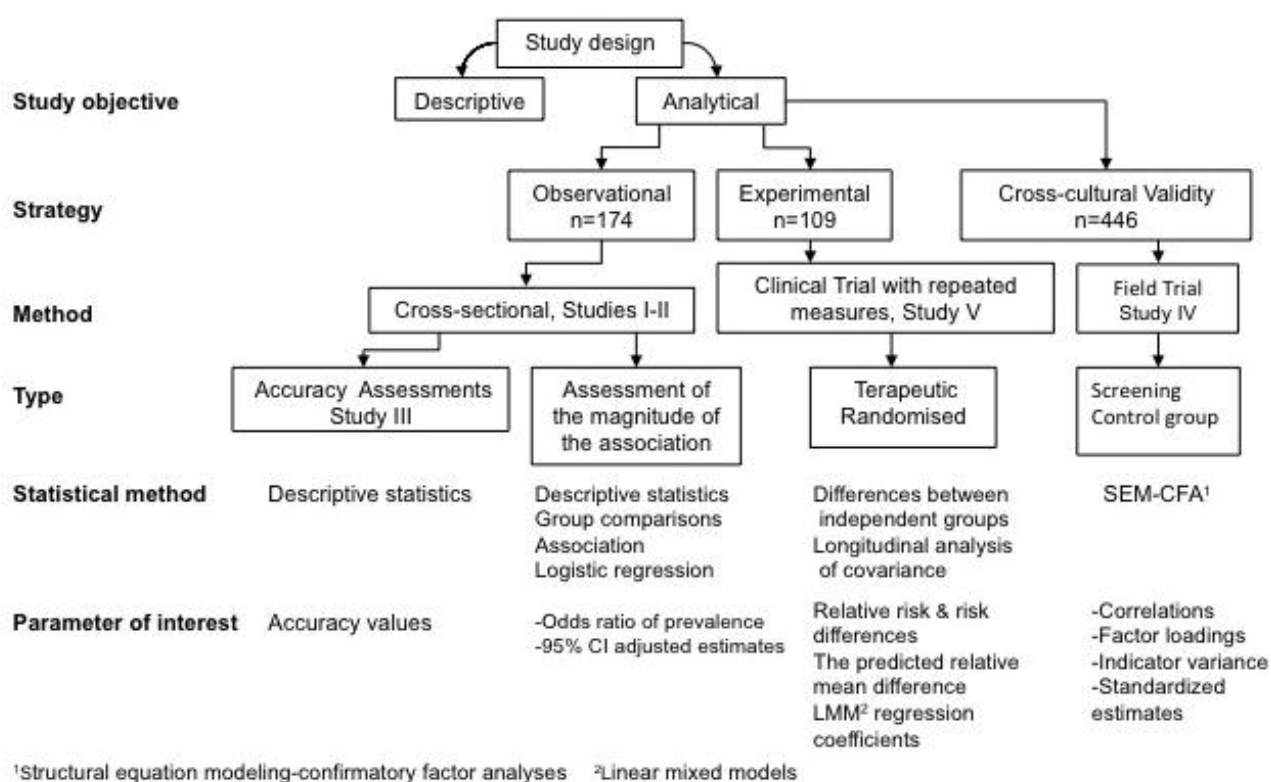 Study design
Study objective
Descriptive
Analytical
Strategy
Observational
n=174
Experimental
n=109
Cross-cultural Validity
n=446
Method
Cross-sectional, Studies I-II
Clinical Trial with repeated
measures, Study V
Field Trial
Study IV
Type
Accuracy Assessments
Study III
Assessment of
the magnitude of
the association
Terapeutic
Randomised
Screening
Control group
Statistical method
Descriptive statistics
Descriptive statistics
Group comparisons
Association
Logistic regression
Differences between
independent groups
Longitudinal analysis
of covariance
SEM-CFA¹
Parameter of interest
Accuracy values
-Odds ratio of prevalence
-95% CI adjusted estimates
Relative risk & risk
differences
The predicted relative
mean difference
LMM² regression
coefficients
-Correlations
-Factor loadings
-Indicator variance
-Standardized
estimates
¹Structural equation modeling-confirmatory factor analyses ²Linear mixed models